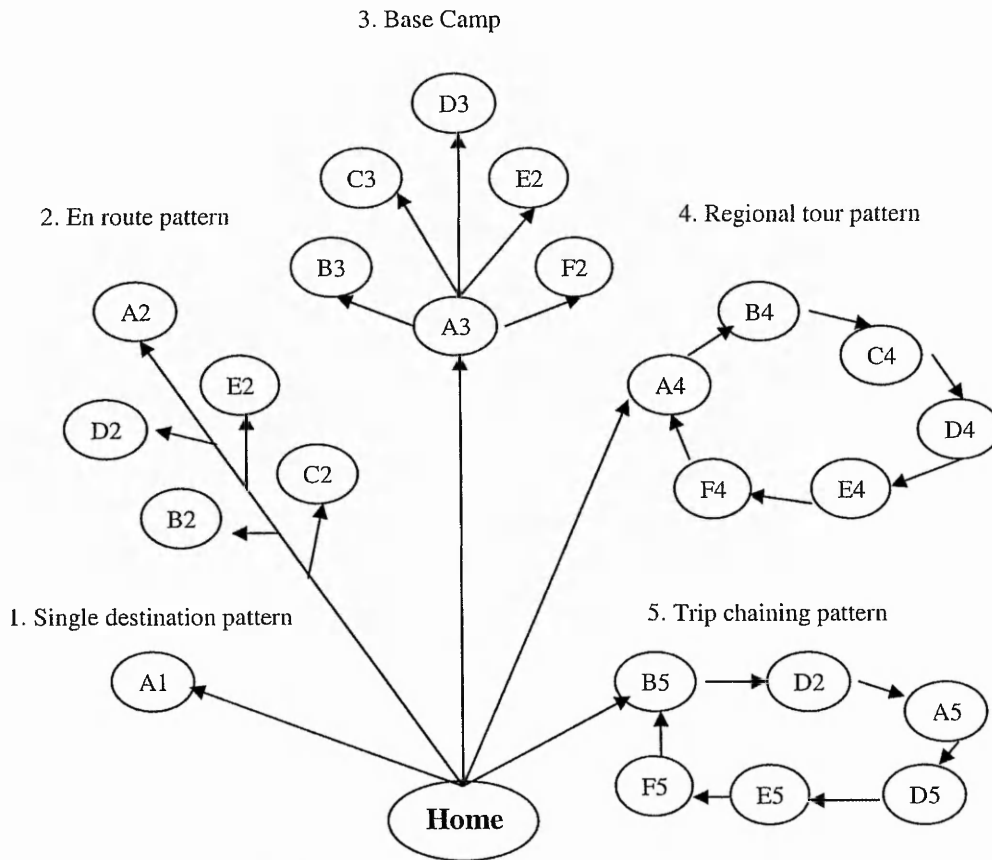 3. Base Camp
D3
C3
E2
2. En route pattern
4. Regional tour pattern
B3
F2
A2
A3
B4
C4
E2
A4
D2
D4
C2
F4
E4
B2
1. Single destination pattern
5. Trip chaining pattern
A1
B5
D2
A5
F5
E5
D5
Home